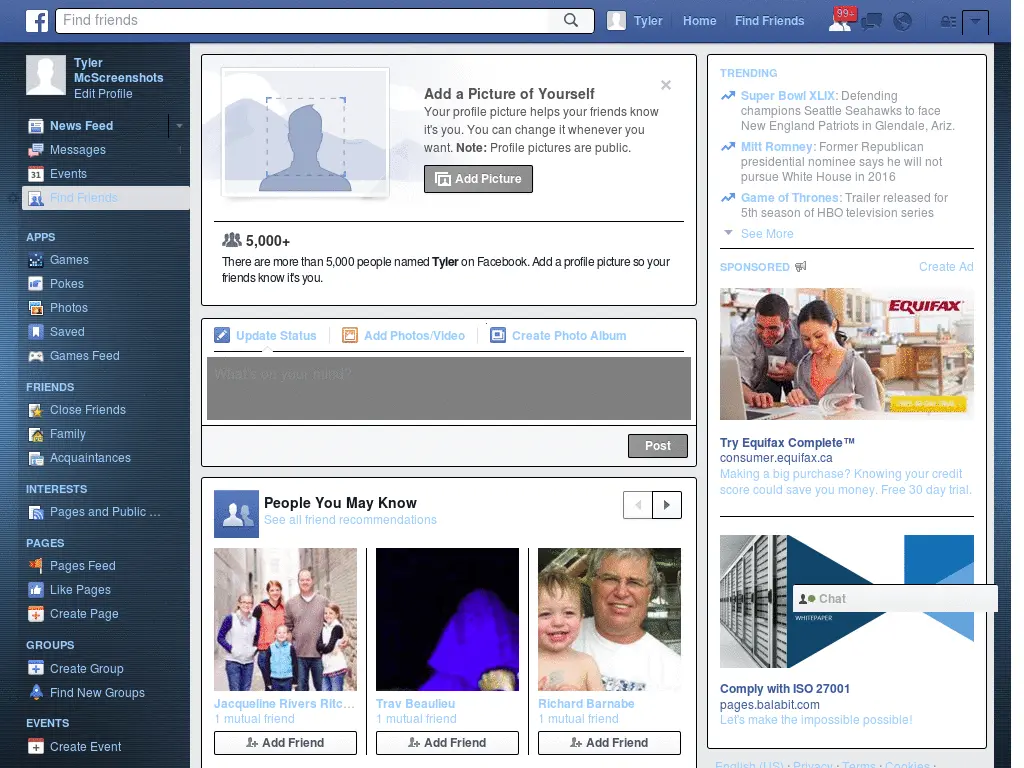 Find friends
Tyler
Home
Find Friends
99+
Tyler
McScreenshots
Edit Profile
News Feed
Messages
1
31
Events
Find Friends
APPS
Games
Pokes
Photos
Saved
Games Feed
FRIENDS
Close Friends
Family
Acquaintances
INTERESTS
Pages and Public ...
PAGES
Pages Feed
Like Pages
Create Page
GROUPS
Create Group
Find New Groups
EVENTS
Create Event
Add a Picture of Yourself
Your profile picture helps your friends know
it's you. You can change it whenever you
want. Note: Profile pictures are public.
Add Picture
5,000+
There are more than 5,000 people named Tyler on Facebook. Add a profile picture so your
friends know it's you.
Update Status
Add Photos/Video
Create Photo Album
What's on your mind?
Post
People You May Know
See all friend recommendations
Jacqueline Rivers Ritc...
1 mutual friend
Add Friend
Trav Beaulieu
1 mutual friend
Add Friend
Richard Barnabe
1 mutual friend
Add Friend
TRENDING
Super Bowl XLIX: Defending
champions Seattle Seahawks to face
New England Patriots in Glendale, Ariz.
Mitt Romney: Former Republican
presidential nominee says he will not
pursue White House in 2016
Game of Thrones: Trailer released for
5th season of HBO television series
See More
SPONSORED
Create Ad
EQUIFAX
Try Equifax Complete™
consumer.equifax.ca
Making a big purchase? Knowing your credit
score could save you money. Free 30 day trial.
Chat
WHITEPAPER
Comply with ISO 27001
pages.balabit.com
Let's make the impossible possible!
English (US) · Privacy · Terms · Cookies ·